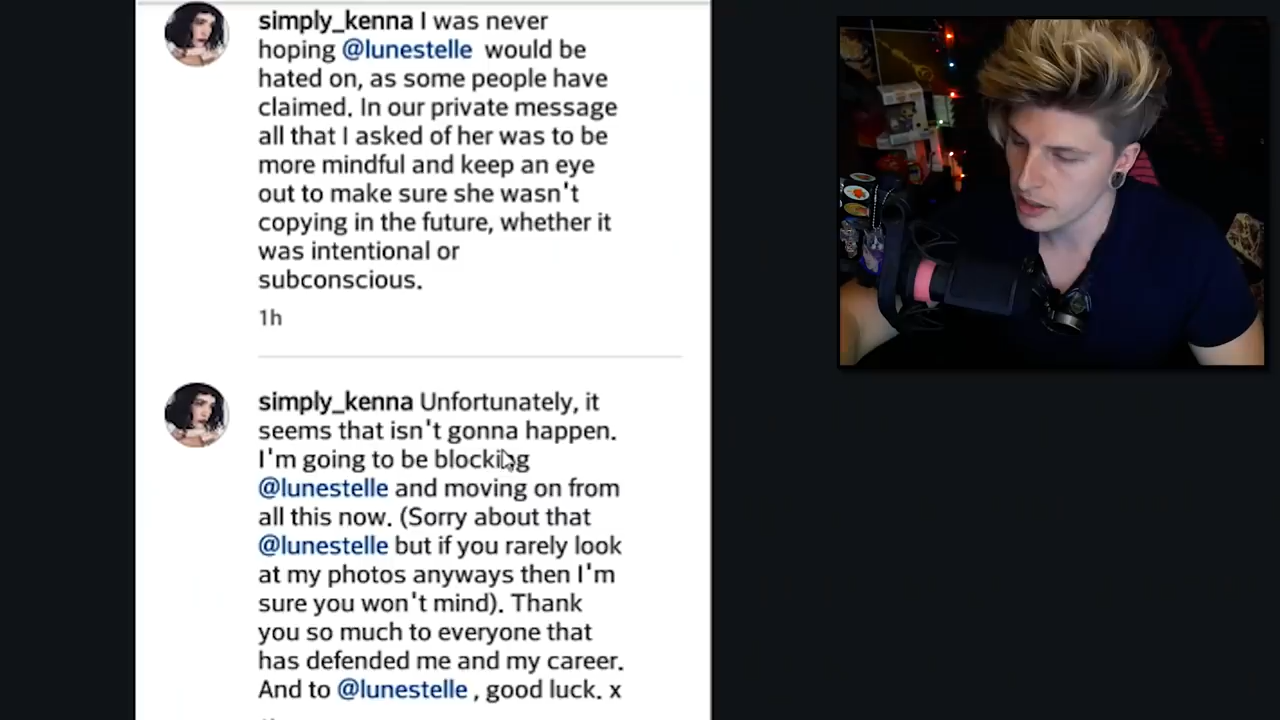 simply_kenna I was never
hoping @lunestelle would be
hated on, as some people have
claimed. In our private message
all that I asked of her was to be
more mindful and keep an eye
out to make sure she wasn't
copying in the future, whether it
was intentional or
subconscious.
1h
simply_kenna Unfortunately, it
seems that isn't gonna happen.
I'm going to be blocking
@lunestelle and moving on from
all this now. (Sorry about that
@lunestelle but if you rarely look
at my photos anyways then I'm
sure you won't mind). Thank
you so much to everyone that
has defended me and my career.
And to @lunestelle , good luck. x